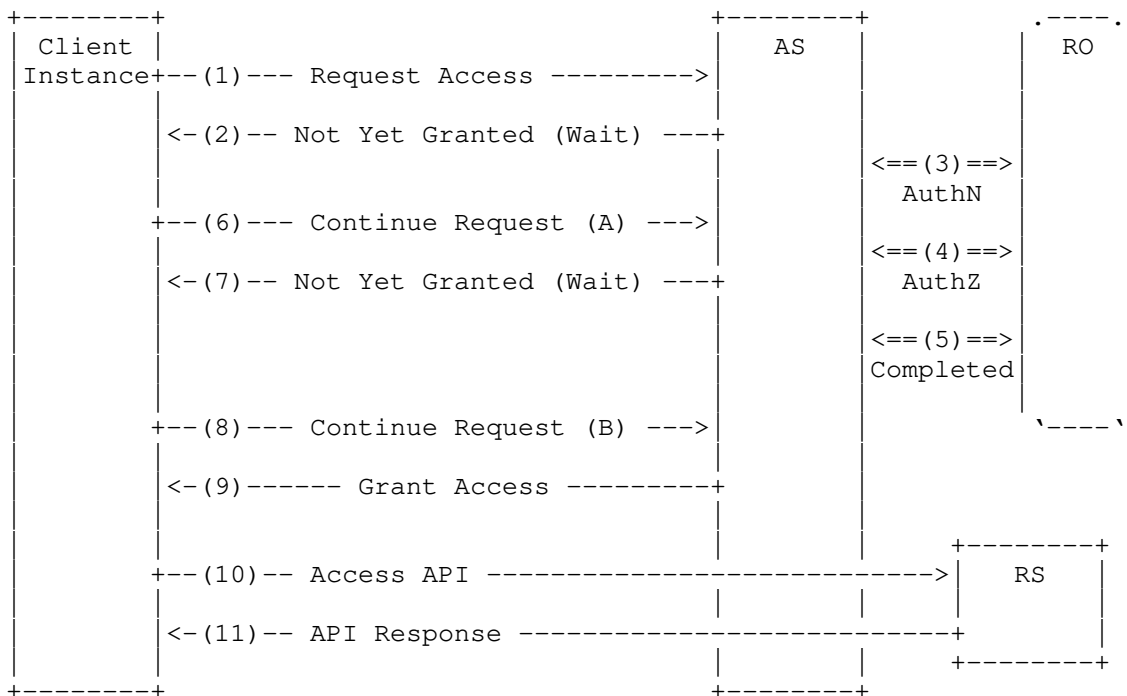 Client AS RO
Instance (1) Request Access
(2) Not Yet Granted (Wait)
(3)
AuthN
(6) Continue Request (A)
(4)
(7) Not Yet Granted (Wait) AuthZ
(5)
Completed
(8) Continue Request (B)
(9) Grant Access
(10) Access API RS
(11) API Response